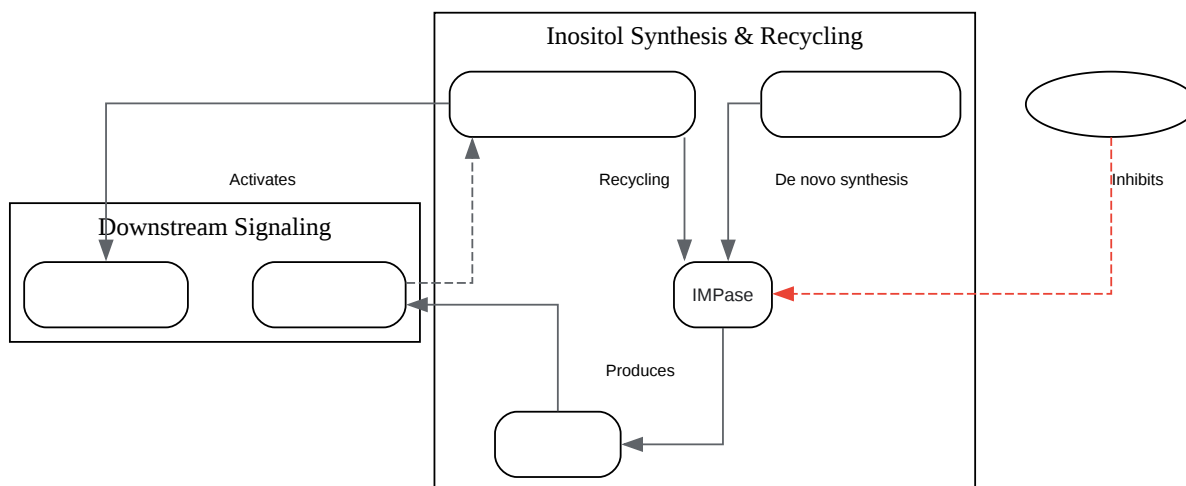 Inositol Synthesis & Recycling
Activates
Recycling
De novo synthesis
Inhibits
Downstream Signaling
IMPase
Produces